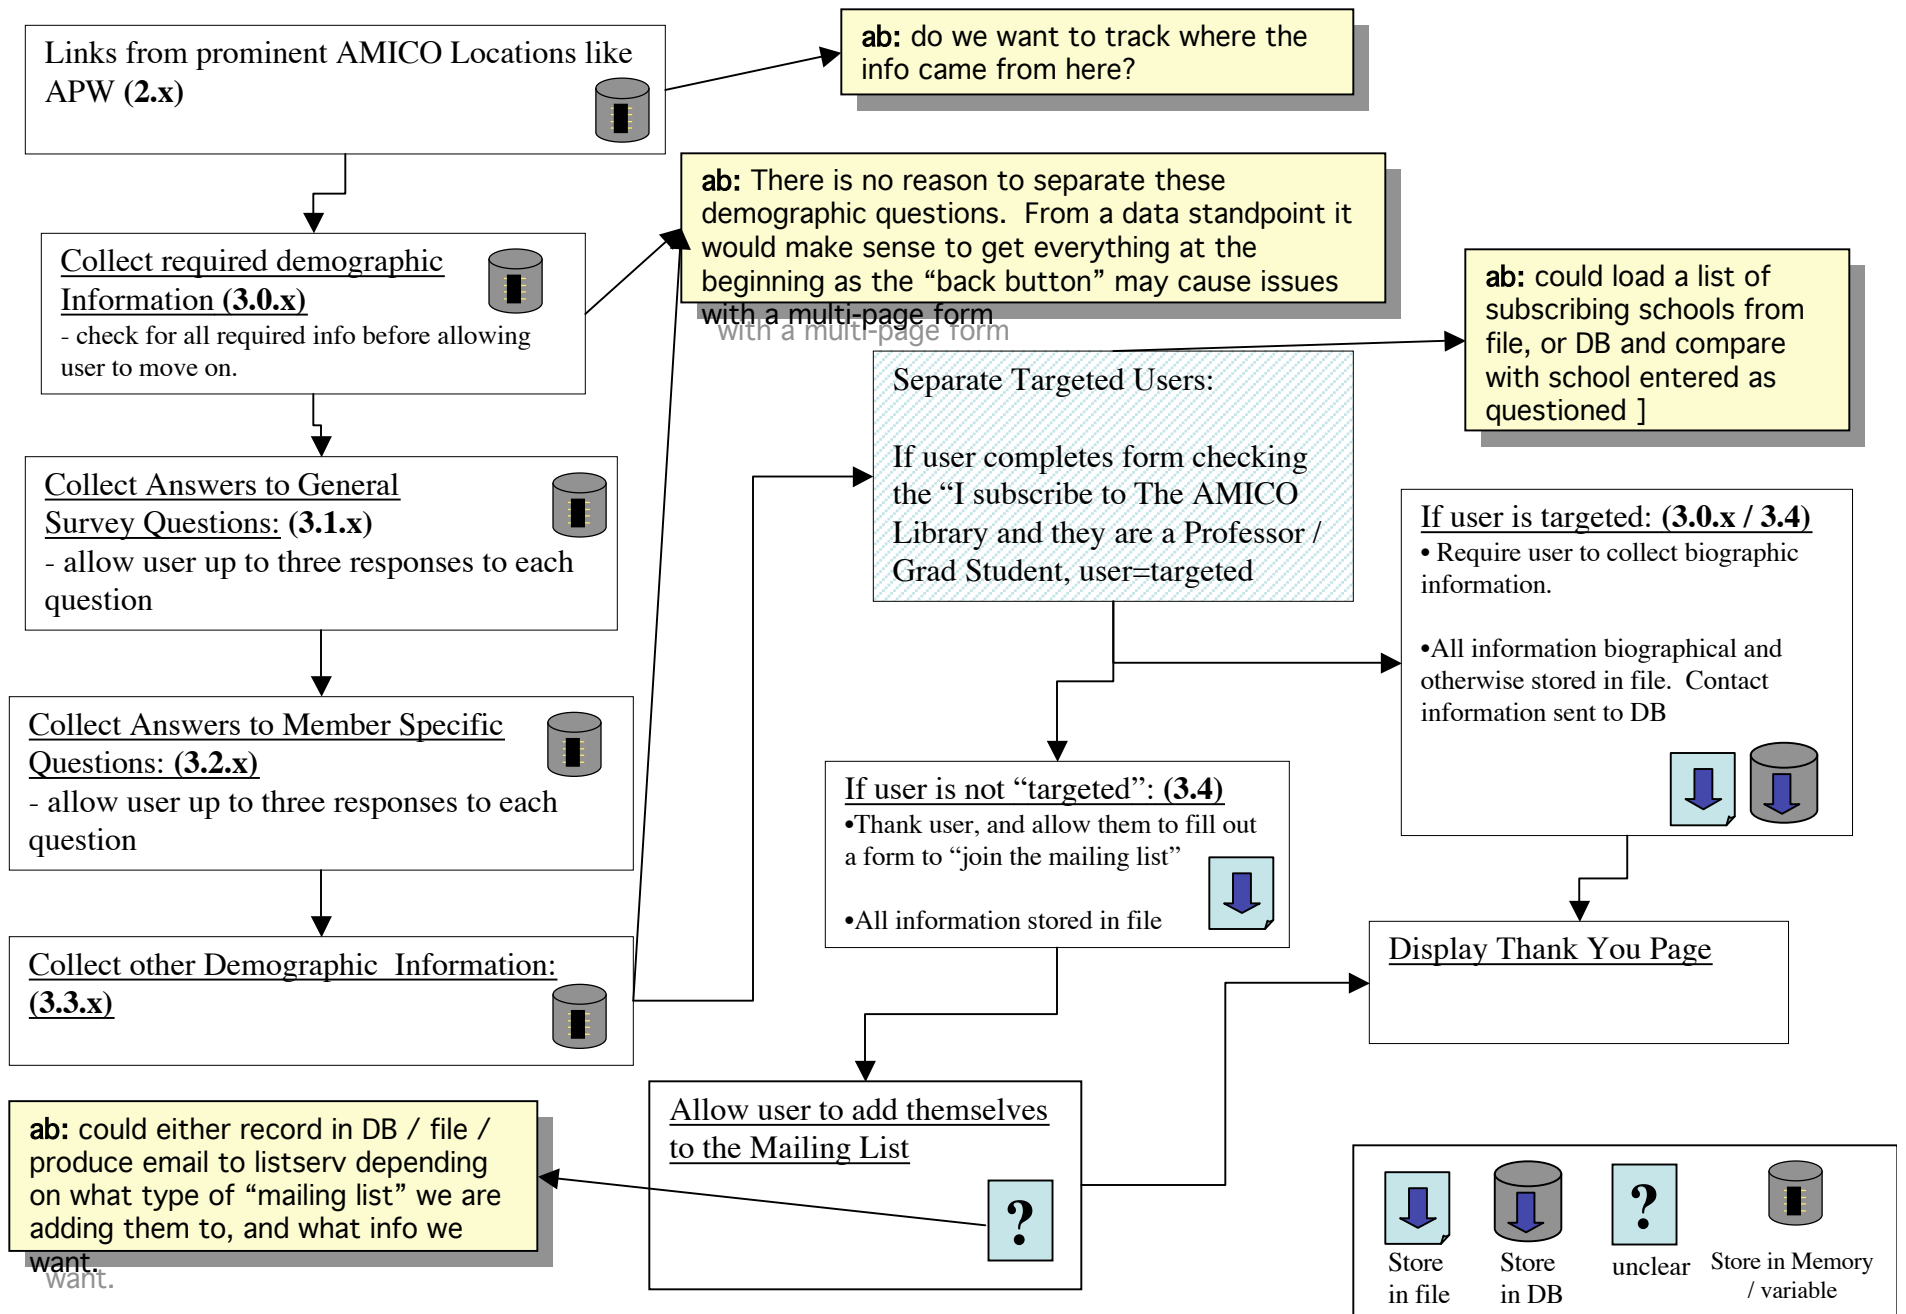 Links from prominent AMICO Locations like
APW (2.x)
ab: do we want to track where the
info came from here?
ab: There is no reason to separate these
demographic questions.  From a data standpoint it
would make sense to get everything at the
beginning as the “back button” may cause issues
with a multi-page form
Collect required demographic
Information (3.0.x)
- check for all required info before allowing
user to move on.
ab: could load a list of
subscribing schools from
file, or DB and compare
with school entered as
questioned ]
Separate Targeted Users:
If user completes form checking
the “I subscribe to The AMICO
Library and they are a Professor /
Grad Student, user=targeted
Collect Answers to General
Survey Questions: (3.1.x)
- allow user up to three responses to each
question
If user is targeted: (3.0.x / 3.4)
• Require user to collect biographic
information.
•All information biographical and
otherwise stored in file.  Contact
information sent to DB
Collect Answers to Member Specific
Questions: (3.2.x)
- allow user up to three responses to each
question
If user is not “targeted”: (3.4)
•Thank user, and allow them to fill out
a form to “join the mailing list”
•All information stored in file
Collect other Demographic  Information:
(3.3.x)
Display Thank You Page
Allow user to add themselves
to the Mailing List
?
ab: could either record in DB / file /
produce email to listserv depending
on what type of “mailing list” we are
adding them to, and what info we
want.
?
Store
in file
Store
in DB
unclear
Store in Memory
/ variable